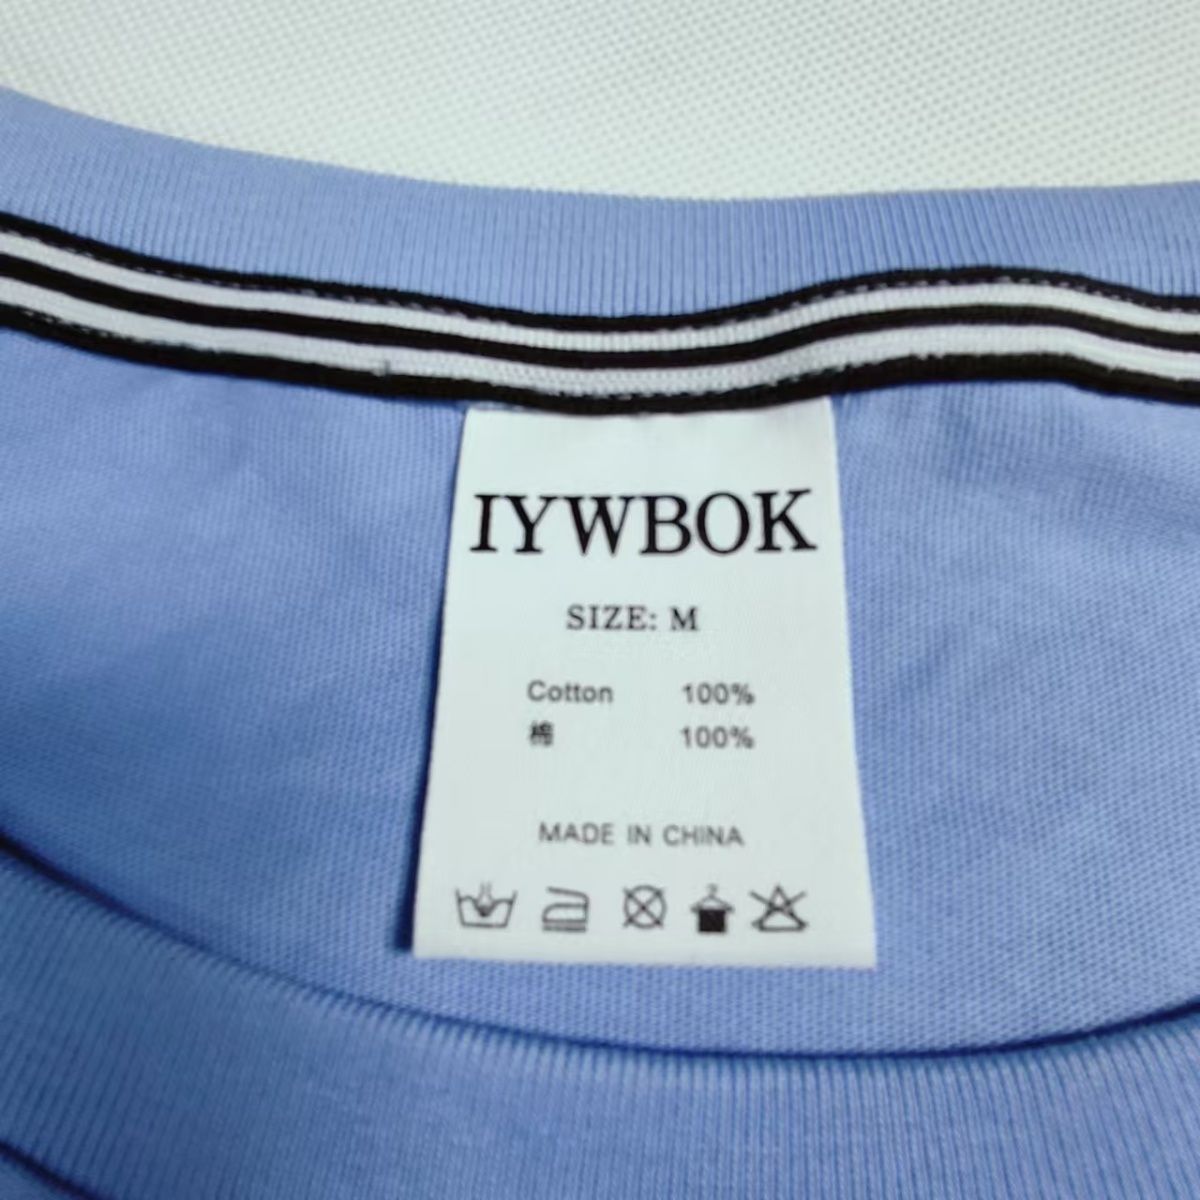 IYWBOK
SIZE: M
Cotton 100%
棉 100%
MADE IN CHINA